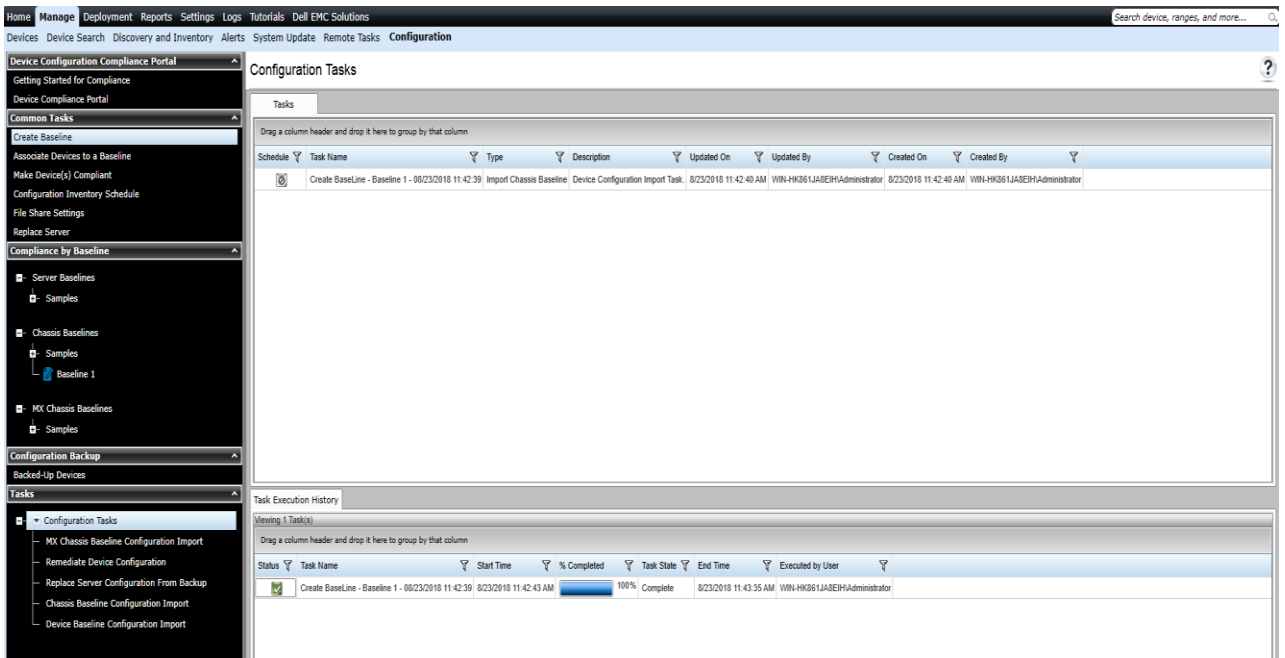 Home Manage Deployment Reports Settings Logs Tutorials Dell EMC Solutions Search device, ranges, and more...
Devices Device Search Discovery and Inventory Alerts System Update Remote Tasks Configuration
Device Configuration Compliance Portal
Getting Started for Compliance
Device Compliance Portal
Common Tasks
Create Baseline
Associate Devices to a Baseline
Make Device(s) Compliant
Configuration Inventory Schedule
File Share Settings
Replace Server
Compliance by Baseline
Server Baselines
Samples
Chassis Baselines
Samples
Baseline 1
MX Chassis Baselines
Samples
Configuration Backup
Backed-Up Devices
Tasks
Configuration Tasks
MX Chassis Baseline Configuration Import
Remediate Device Configuration
Replace Server Configuration From Backup
Chassis Baseline Configuration Import
Device Baseline Configuration Import
Configuration Tasks ?
Tasks
Drag a column header and drop it here to group by that column
Schedule Task Name Type Description Updated On Updated By Created On Created By
Create BaseLine - Baseline 1 - 08/23/2018 11:42:39 Import Chassis Baseline Device Configuration Import Task. 8/23/2018 11:42:40 AM WIN-HK861JA8EIH\Administrator 8/23/2018 11:42:40 AM WIN-HK861JA8EIH\Administrator
Task Execution History
Viewing 1 Task(s)
Drag a column header and drop it here to group by that column
Status Task Name Start Time % Completed Task State End Time Executed by User
Create BaseLine - Baseline 1 - 08/23/2018 11:42:39 8/23/2018 11:42:43 AM 100% Complete 8/23/2018 11:43:35 AM WIN-HK861JA8EIH\Administrator